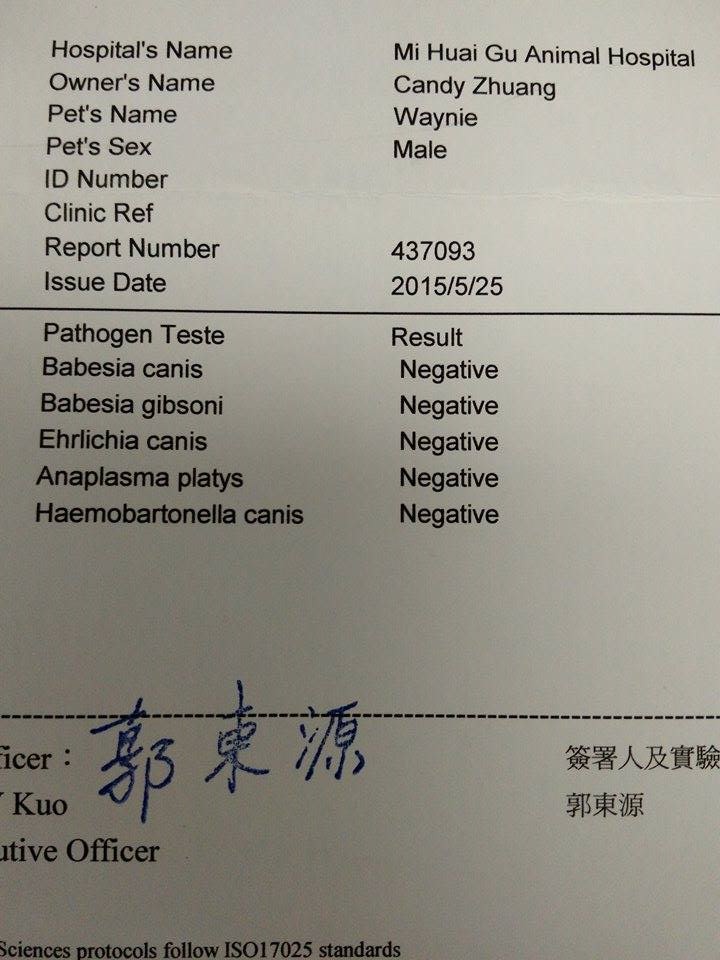 Hospital's Name Mi Huai Gu Animal Hospital
Owner's Name Candy Zhuang
Pet's Name Waynie
Pet's Sex Male
ID Number
Clinic Ref
Report Number 437093
Issue Date 2015/5/25
Pathogen Teste Result
Babesia canis Negative
Babesia gibsoni Negative
Ehrlichia canis Negative
Anaplasma platys Negative
Haemobartonella canis Negative
ficer： 郭東源 簽署人及實驗
Kuo 郭東源
utive Officer
Sciences protocols follow ISO17025 standards